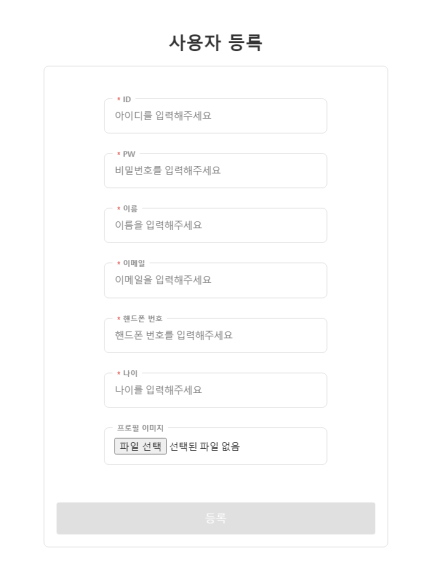 사용자 등록
* ID
아이디를 입력해주세요
* PW
비밀번호를 입력해주세요
* 이름
이름을 입력해주세요
* 이메일
이메일을 입력해주세요
* 핸드폰 번호
핸드폰 번호를 입력해주세요
* 나이
나이를 입력해주세요
프로필 이미지
파일 선택 선택된 파일 없음
등록